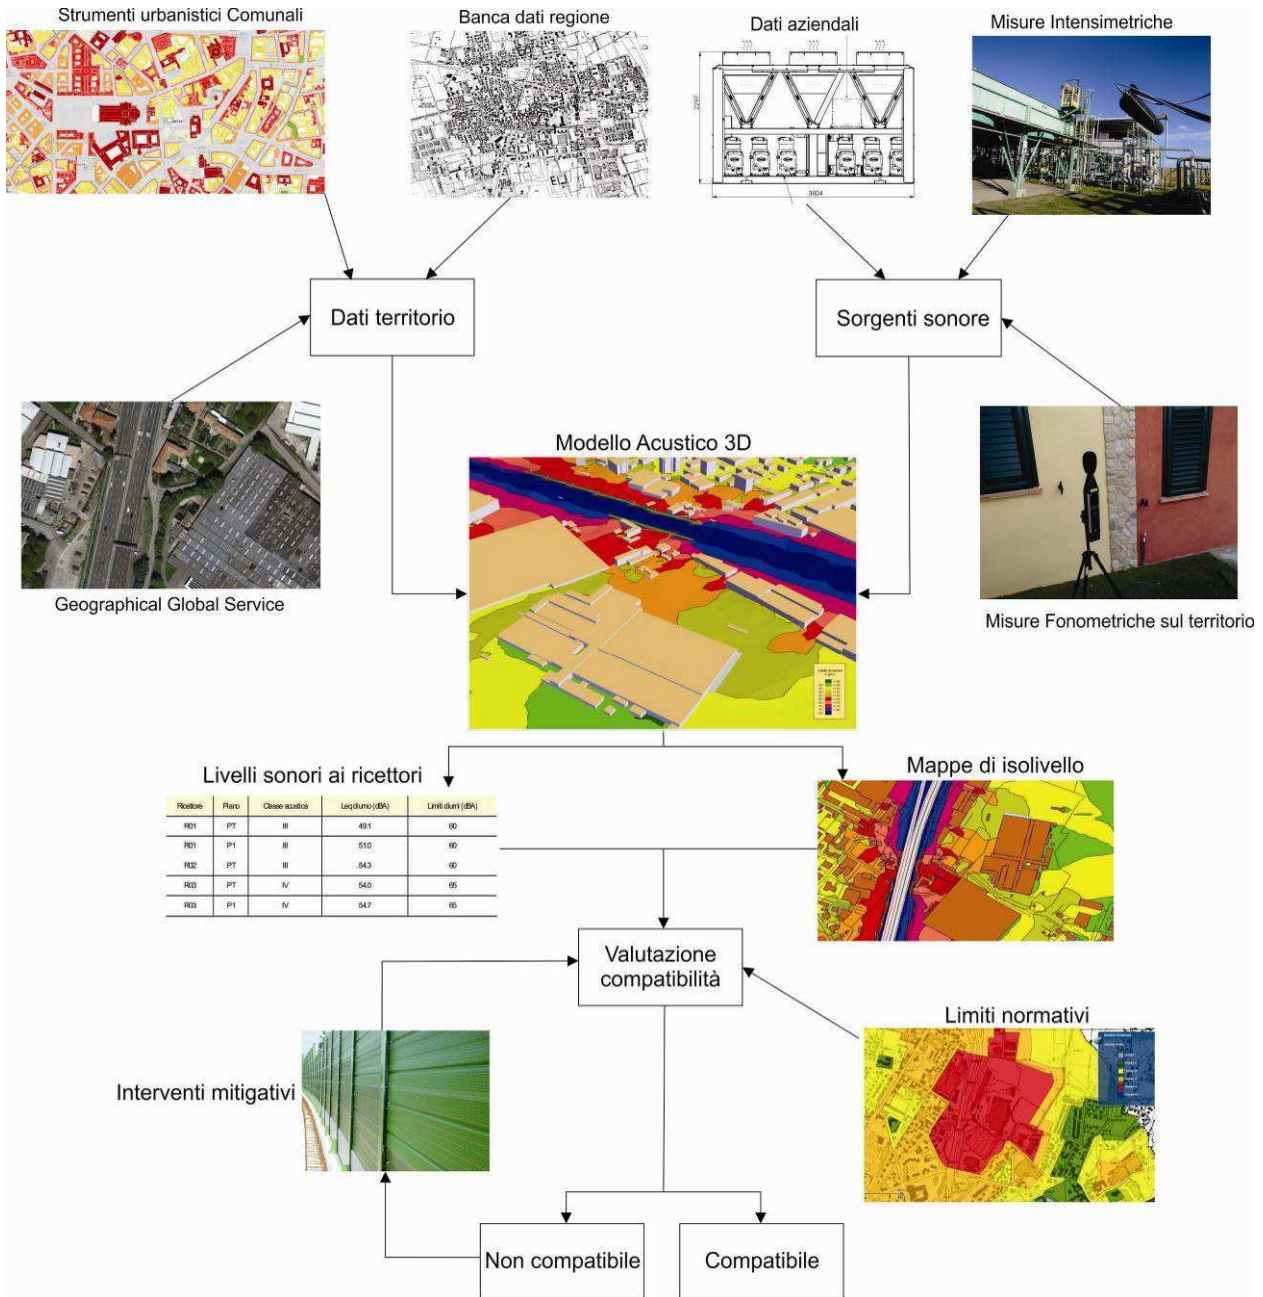 Strumenti urbanistici Comunali
Banca dati regione
Dati aziendali
Misure Intensimetriche
2297
3604
Dati territorio
Sorgenti sonore
Geographical Global Service
Modello Acustico 3D
Misure Fonometriche sul territorio
Livelli sonori ai ricettori
Mappe di isolivello
Ricettore Piano Classe acustica Leq diurno (dBA) Limiti diurni (dBA)
R01 PT III 49.1 60
R01 P1 III 51.0 60
R02 PT III 54.3 60
R03 PT IV 54.0 65
R03 P1 IV 54.7 65
Valutazione
compatibilità
Limiti normativi
Interventi mitigativi
Non compatibile
Compatibile